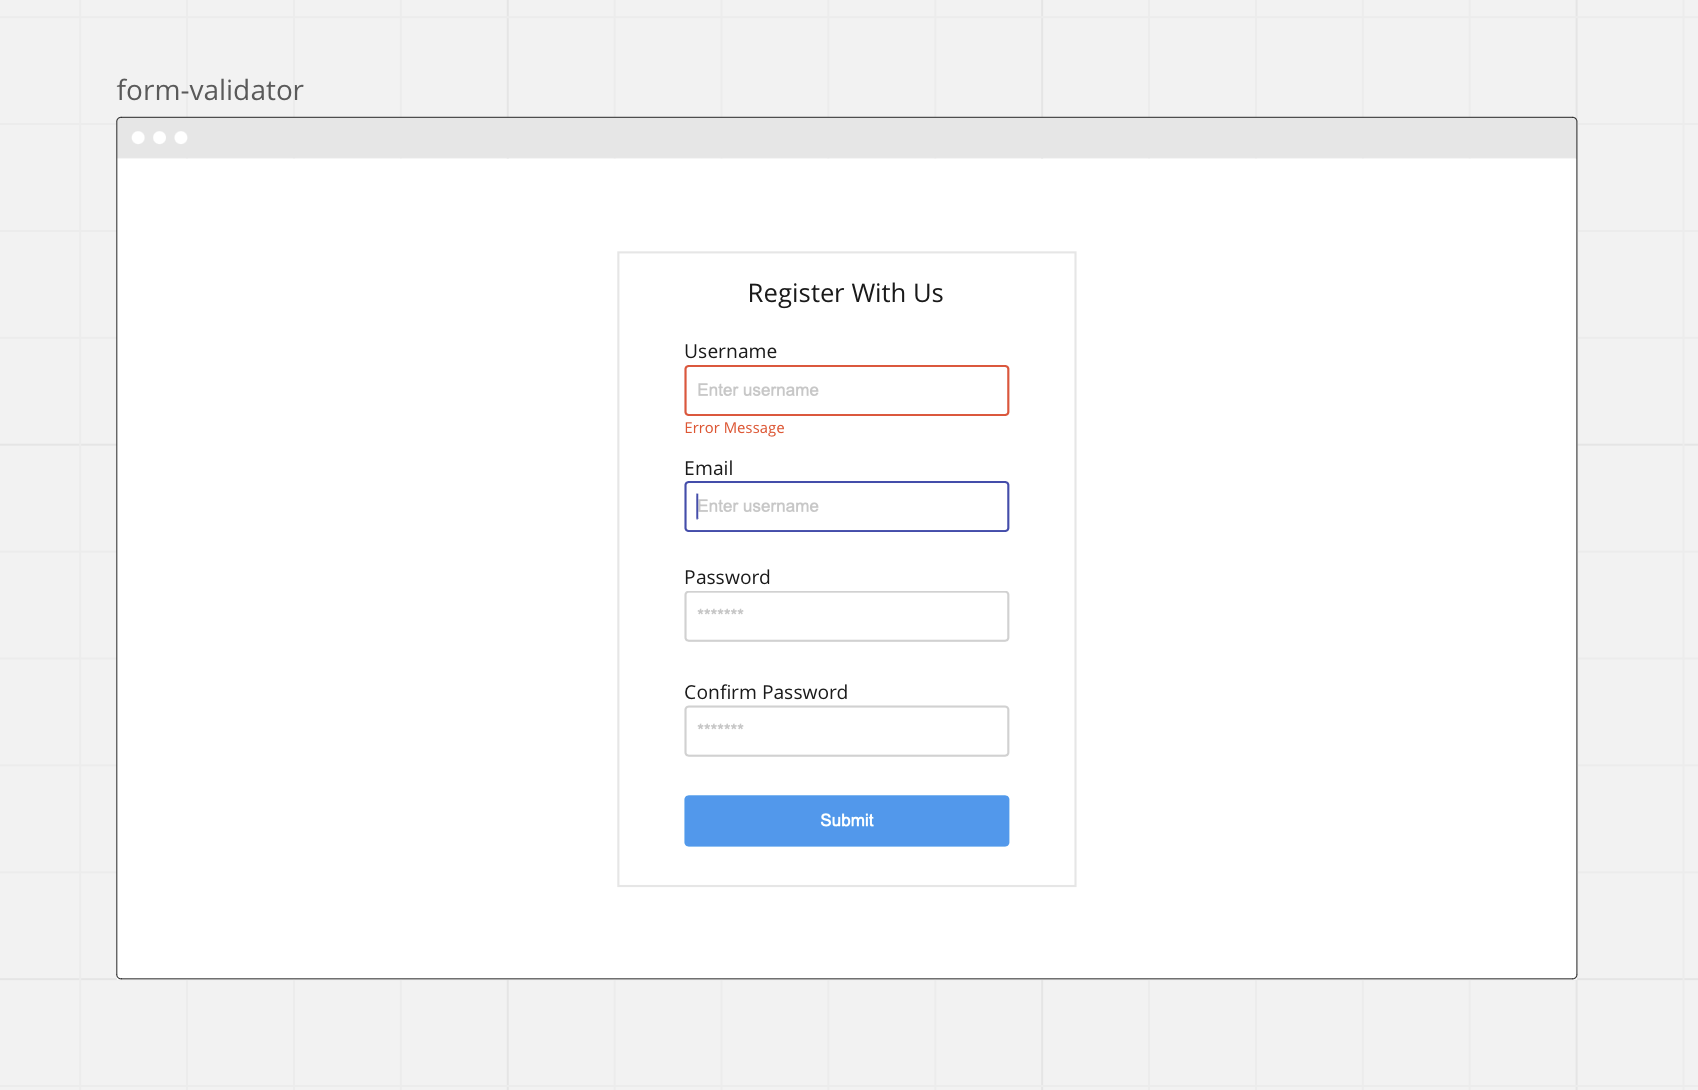 form-validator
Register With Us
Username
Enter username
Error Message
Email
Enter username
Password
*******
Confirm Password
*******
Submit